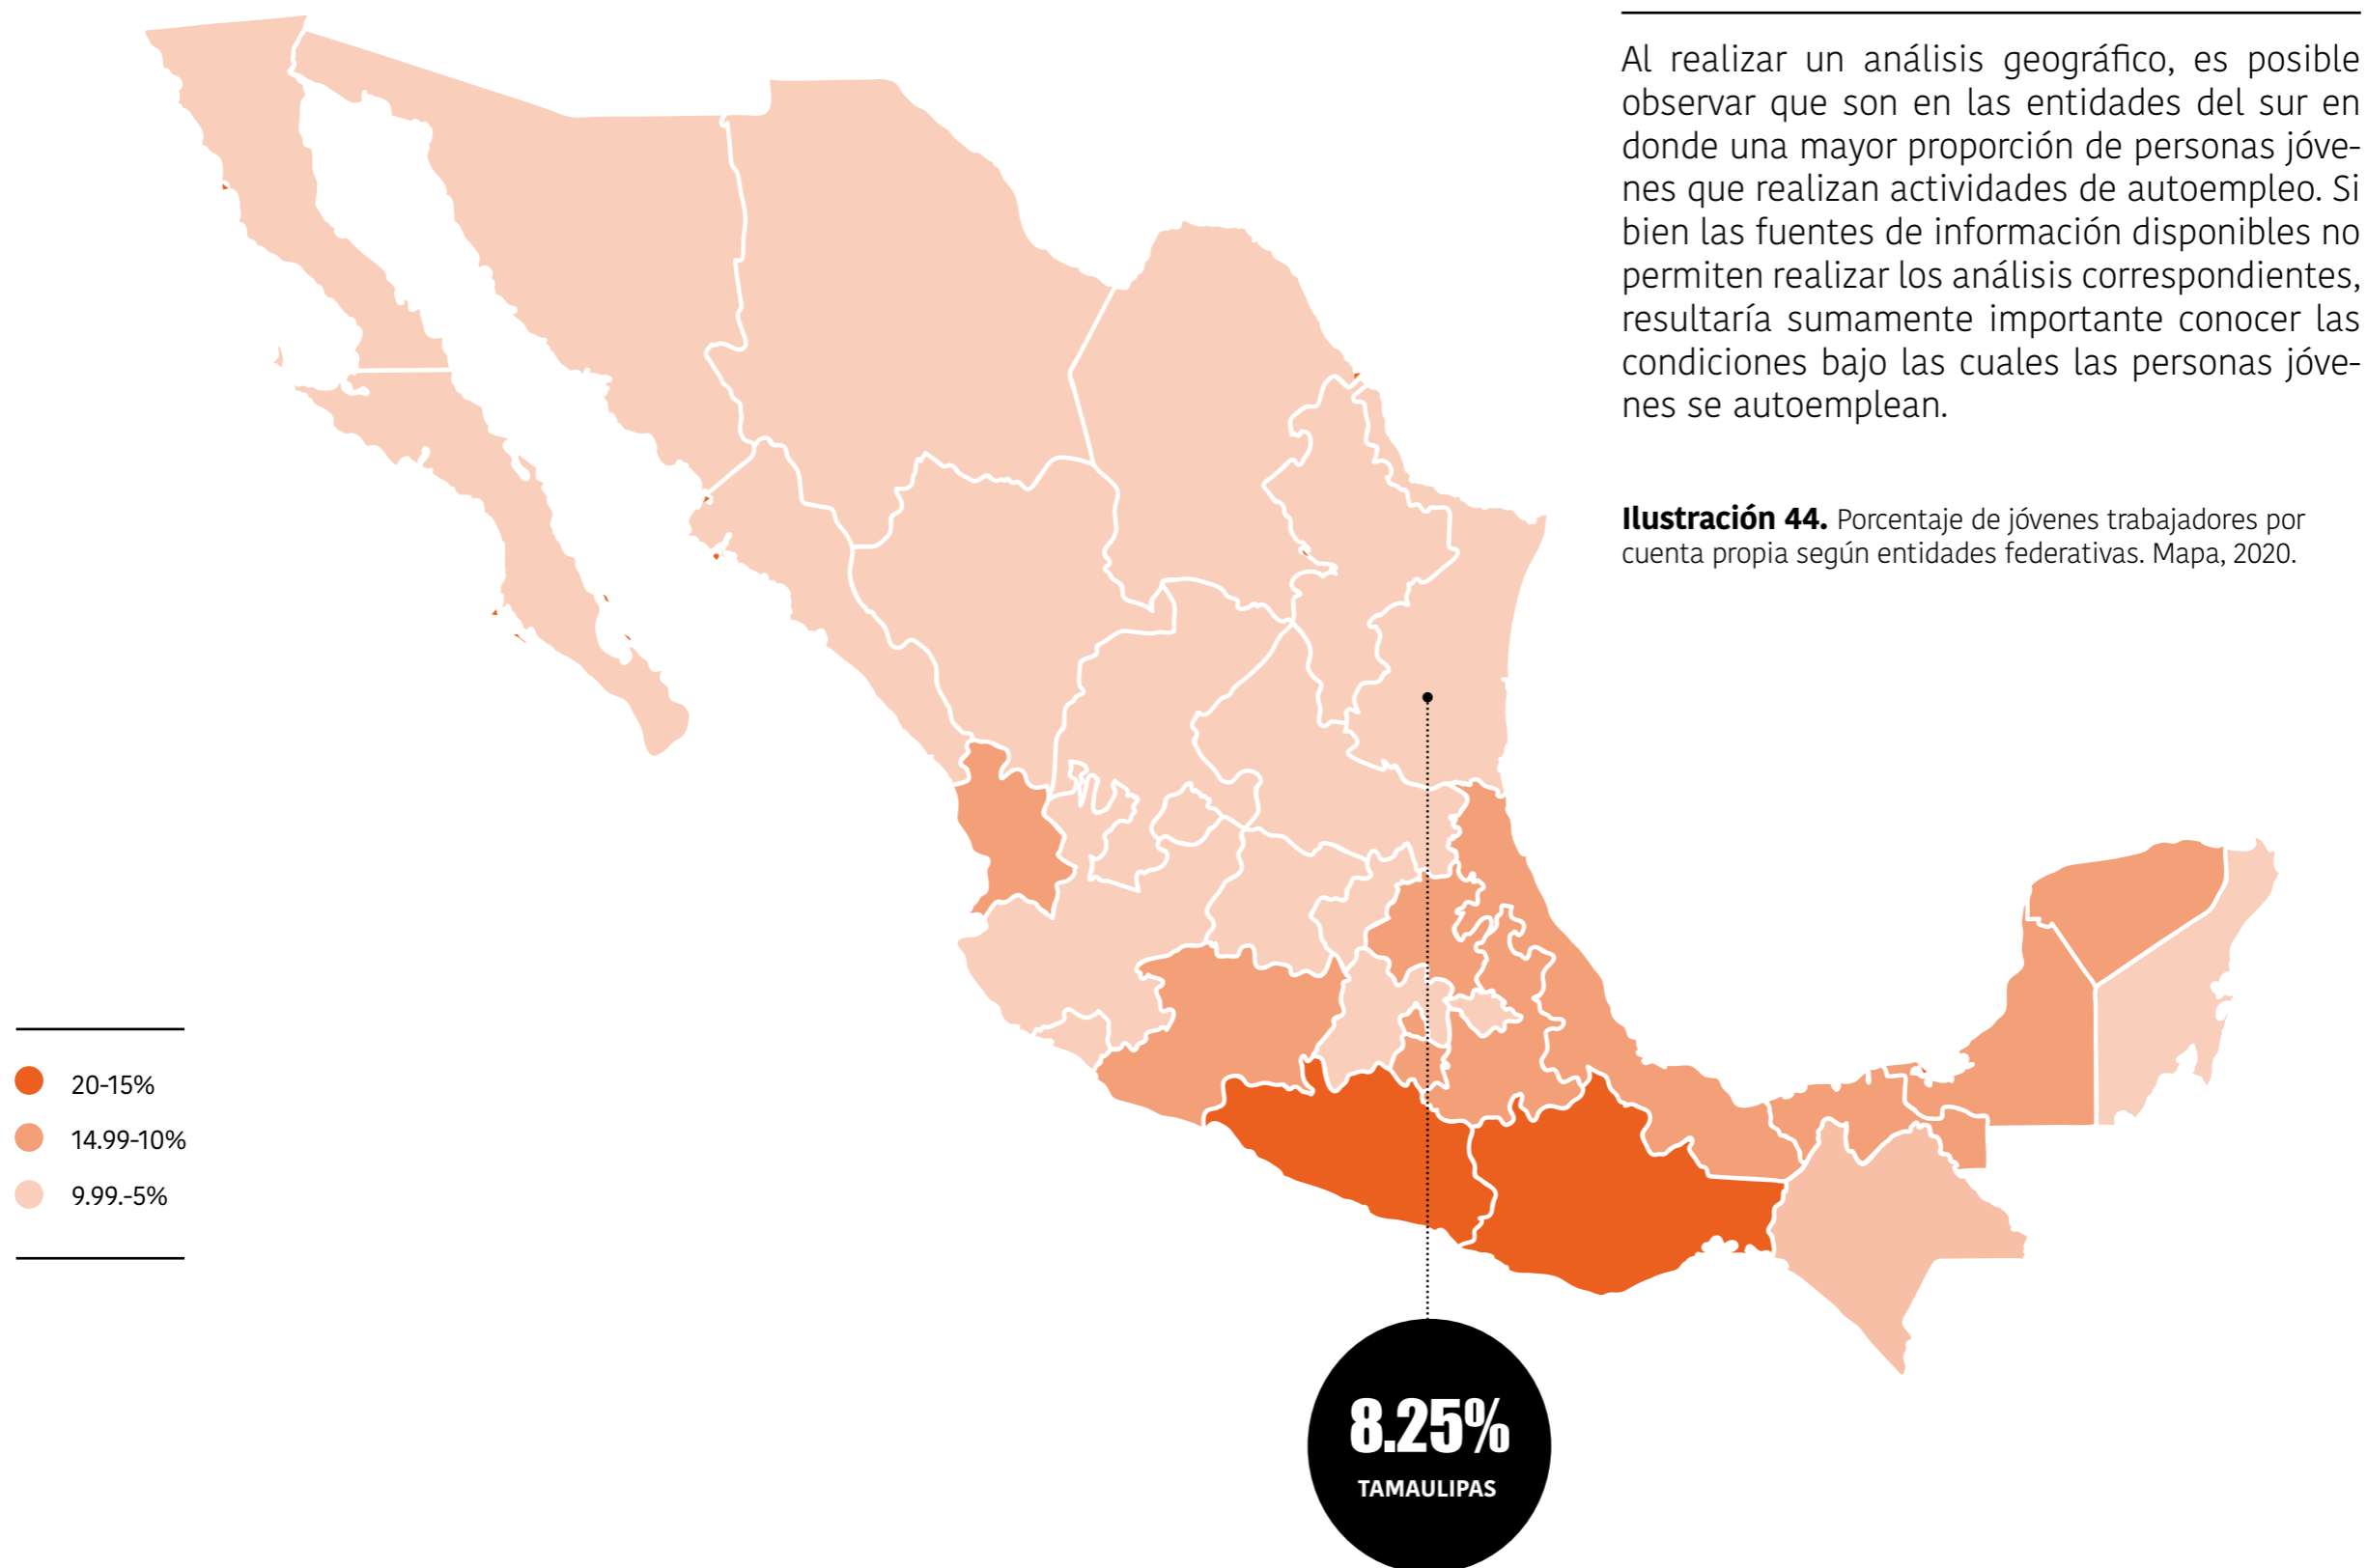 Al realizar un análisis geográfico, es posible
observar que son en las entidades del sur en
donde una mayor proporción de personas jóve-
nes que realizan actividades de autoempleo. Si
bien las fuentes de información disponibles no
permiten realizar los análisis correspondientes,
resultaría sumamente importante conocer las
condiciones bajo las cuales las personas jóve-
nes se autoemplean.
Ilustración 44. Porcentaje de jóvenes trabajadores por
cuenta propia según entidades federativas. Mapa, 2020.
20-15%
14.99-10%
9.99.-5%
8.25%
TAMAULIPAS